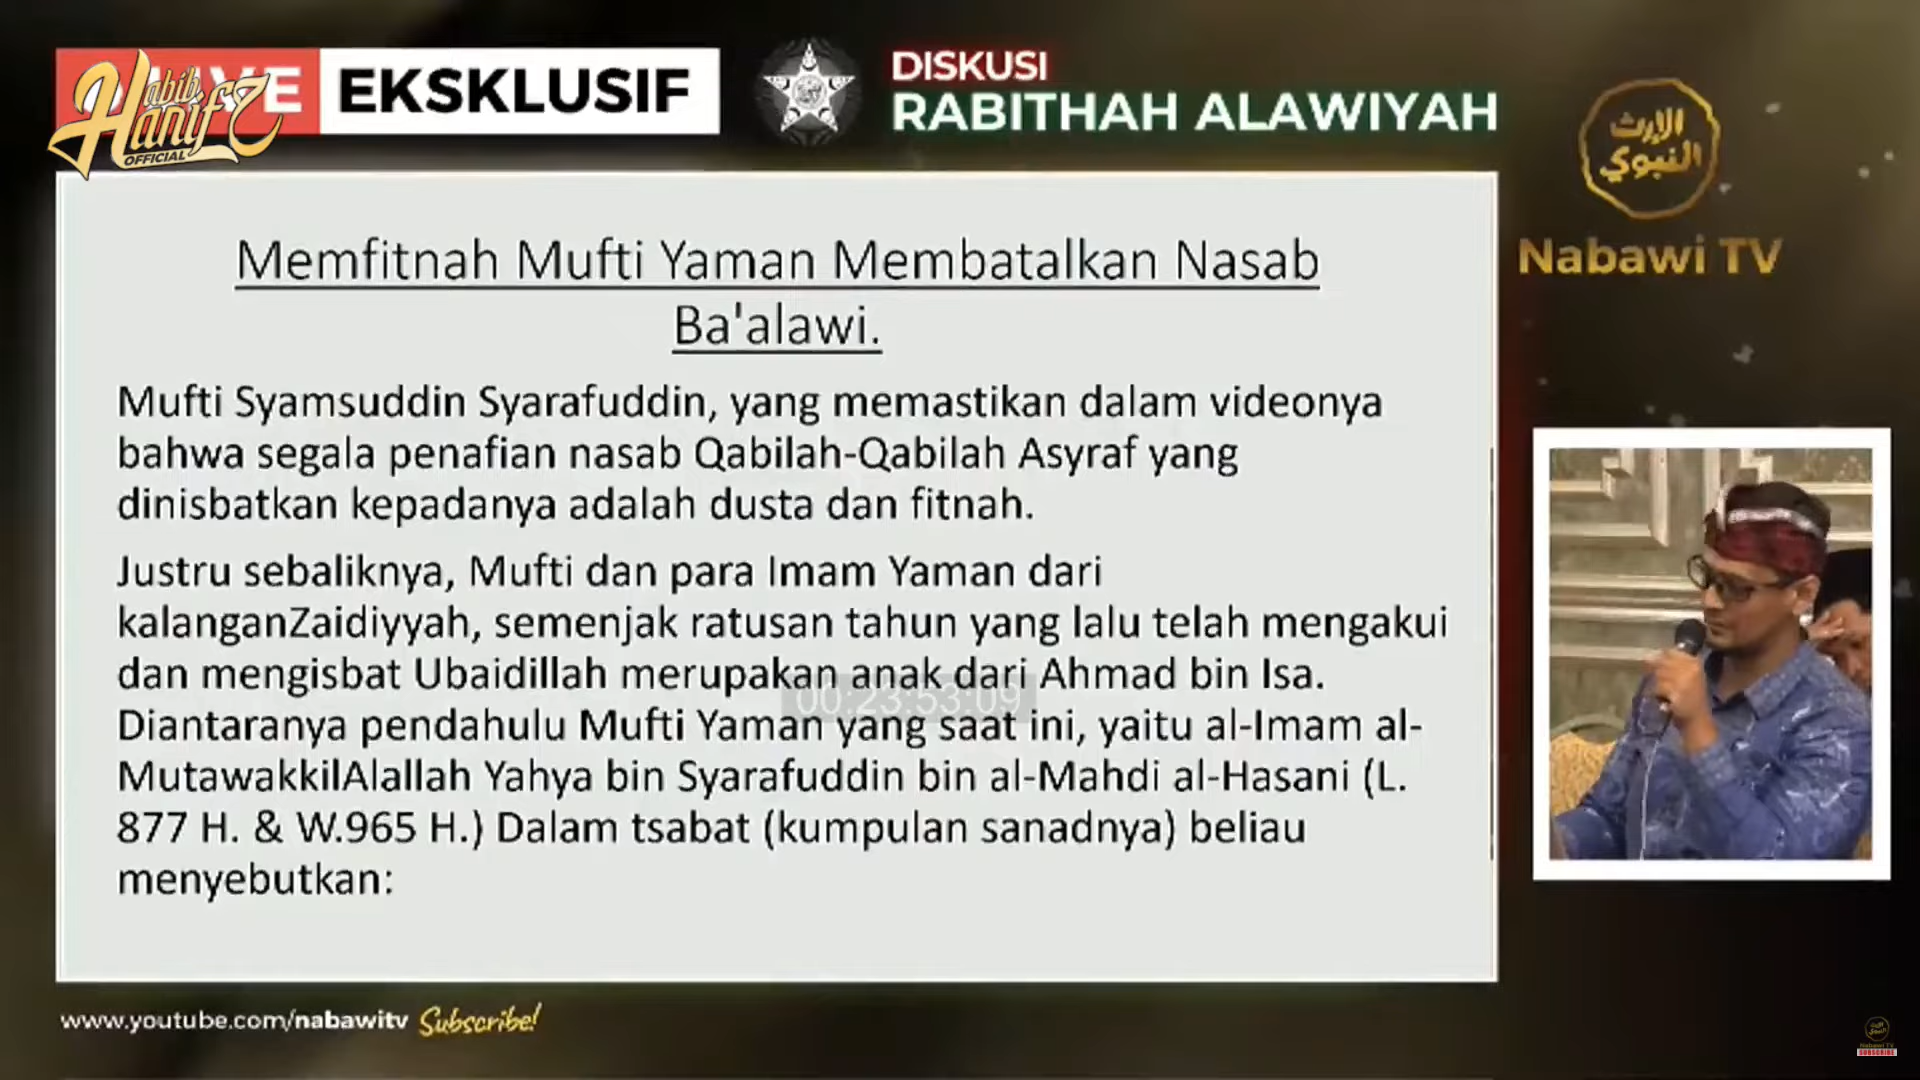 EKSKLUSIF
Habib
Hanif
OFFICIAL
DISKUSI
RABITHAH ALAWIYAH
الإرث
النبوي
Nabawi TV
Memfitnah Mufti Yaman Membatalkan Nasab
Ba'alawi.
Mufti Syamsuddin Syarafuddin, yang memastikan dalam videonya
bahwa segala penafian nasab Qabilah-Qabilah Asyraf yang
dinisbatkan kepadanya adalah dusta dan fitnah.
Justru sebaliknya, Mufti dan para Imam Yaman dari
kalanganZaidiyyah, semenjak ratusan tahun yang lalu telah mengakui
dan mengisbat Ubaidillah merupakan anak dari Ahmad bin Isa.
00:23:53:09
Diantaranya pendahulu Mufti Yaman yang saat ini, yaitu al-Imam al-
MutawakkilAlallah Yahya bin Syarafuddin bin al-Mahdi al-Hasani (L.
877 H. & W.965 H.) Dalam tsabat (kumpulan sanadnya) beliau
menyebutkan:
www.youtube.com/nabawitv Subscribe!
Nabawi TV
SUBSCRIBE